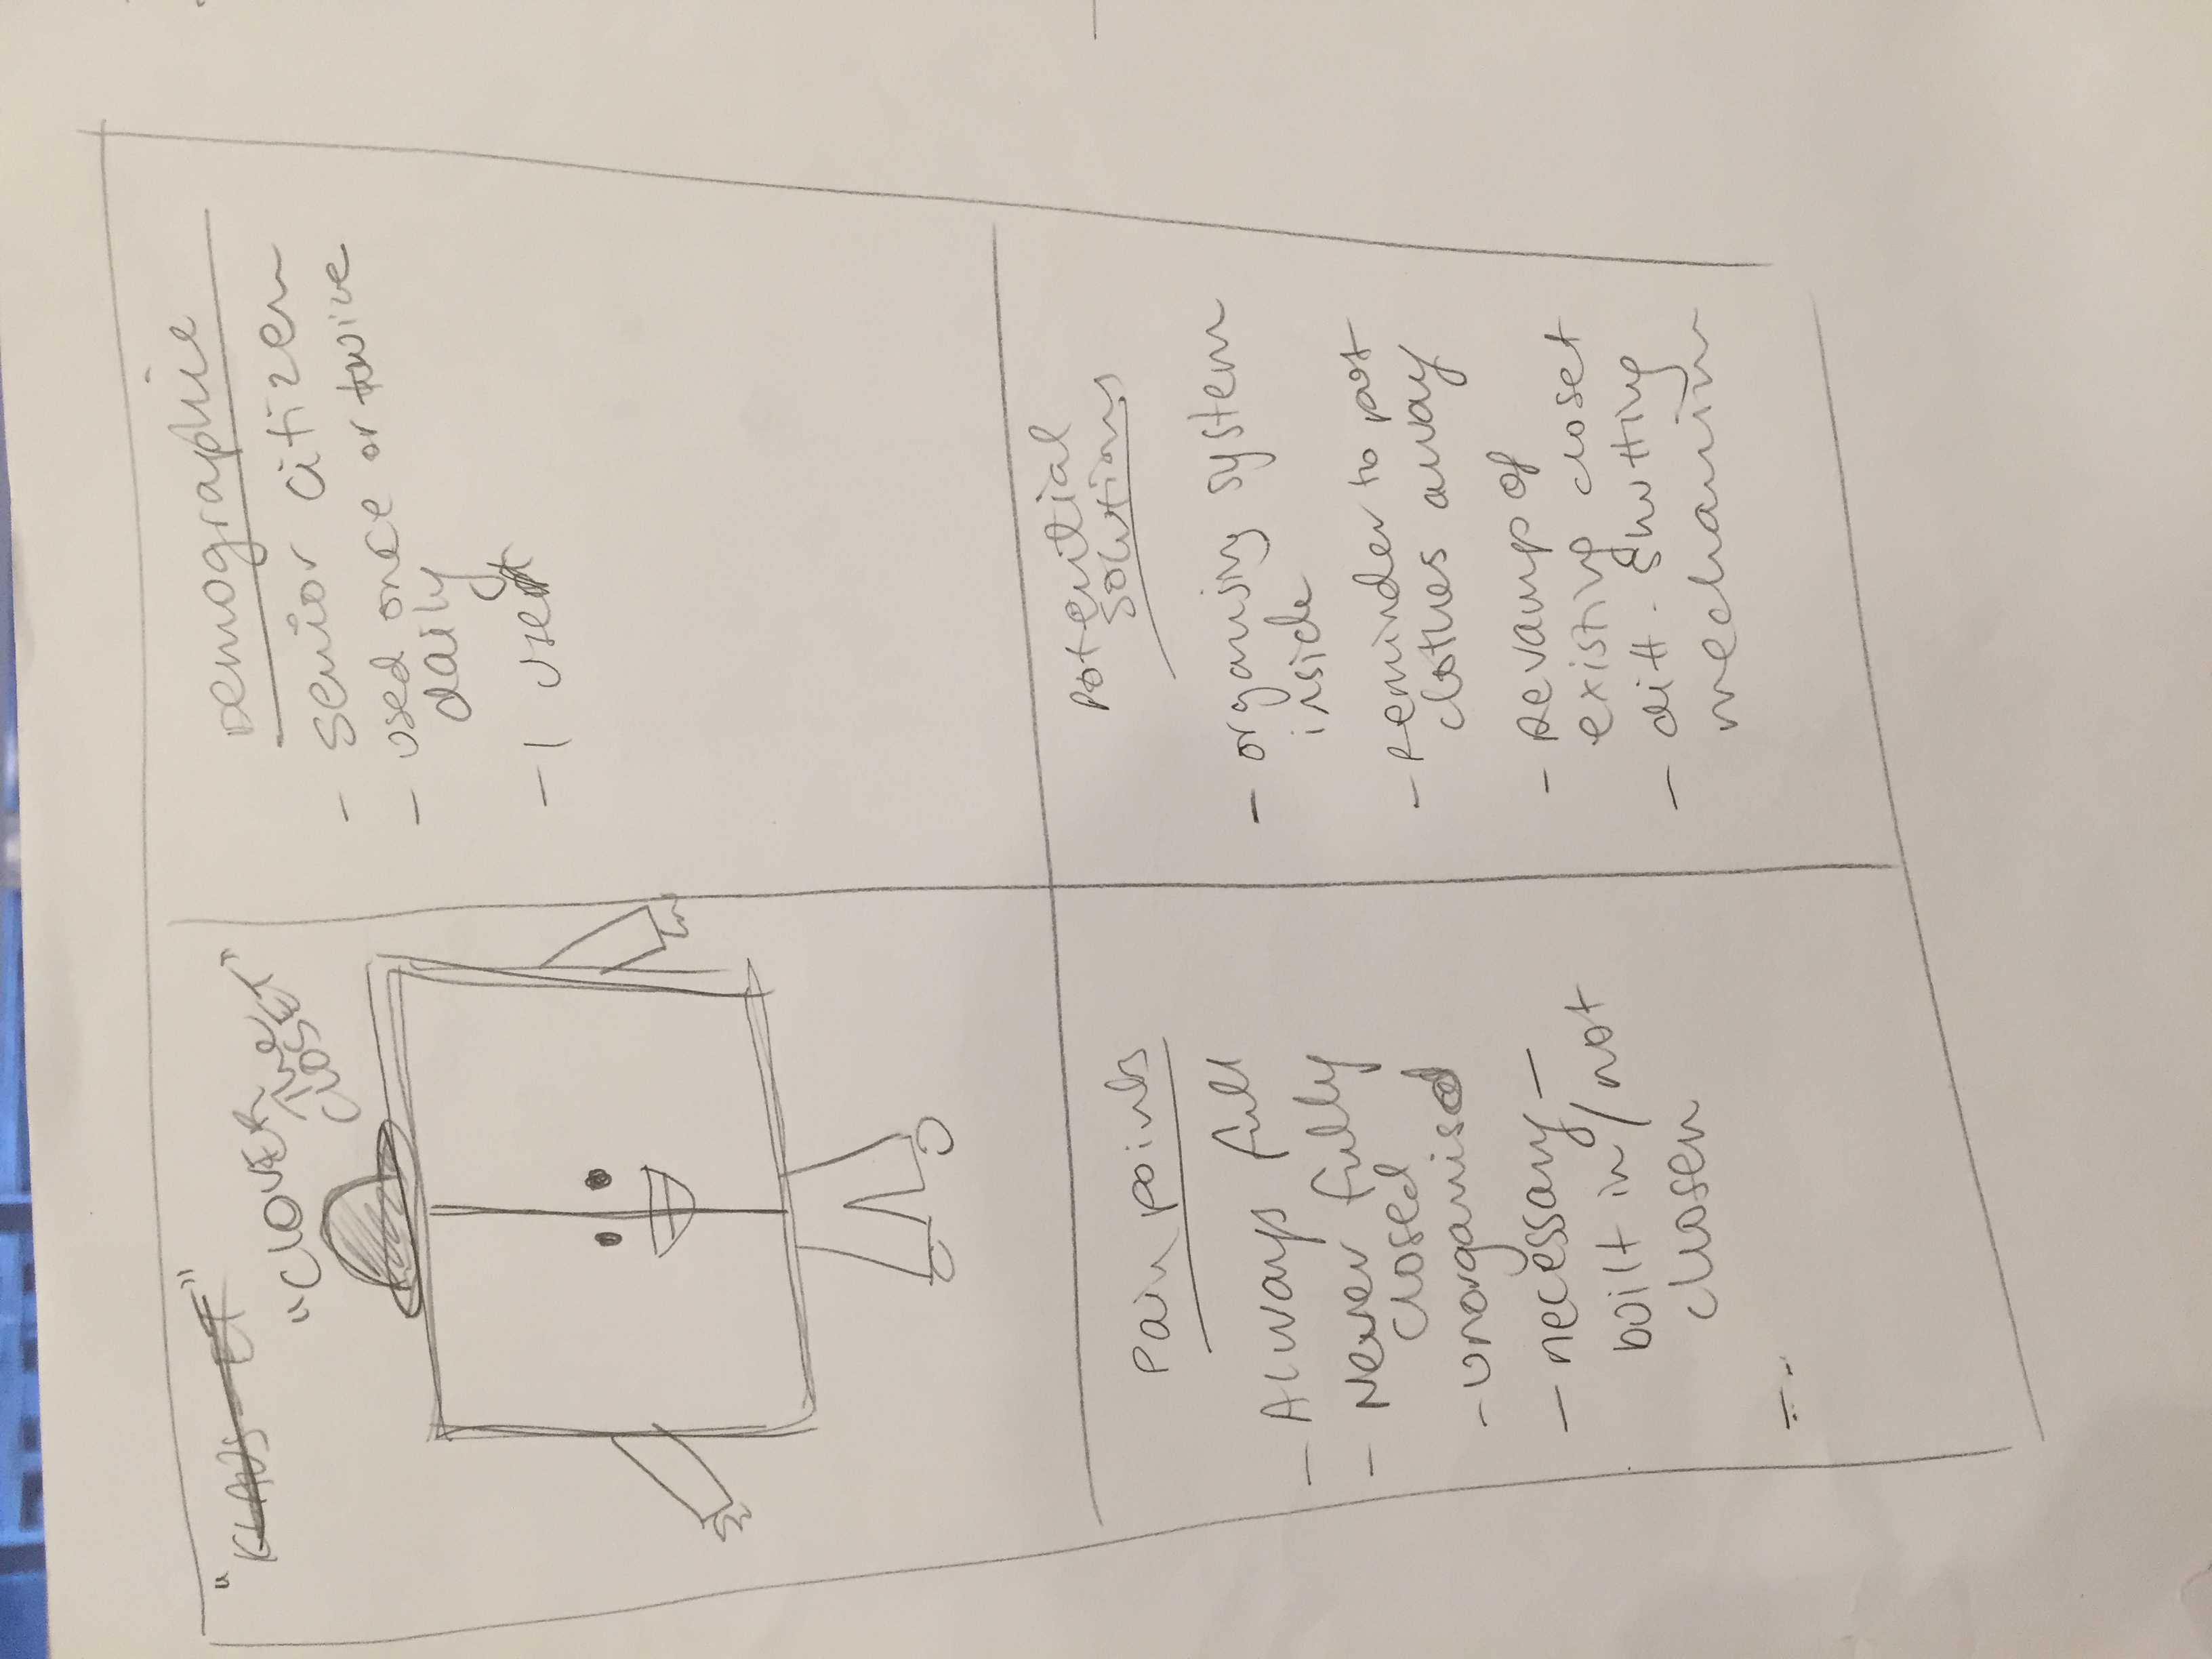 "KLAUS-ET"
"CLOVER
The
CLOSET"
Demographic
- senior citizen
- used once or twice
daily
- 1 user
Pain points
- Always full
- Never fully
closed
- unorganised
- necessary -
built in/not
chosen
Potential
solutions
- organising system
inside
- Reminder to put
clothes away
- Revamp of
existing closet
- diff. shutting
mechanism